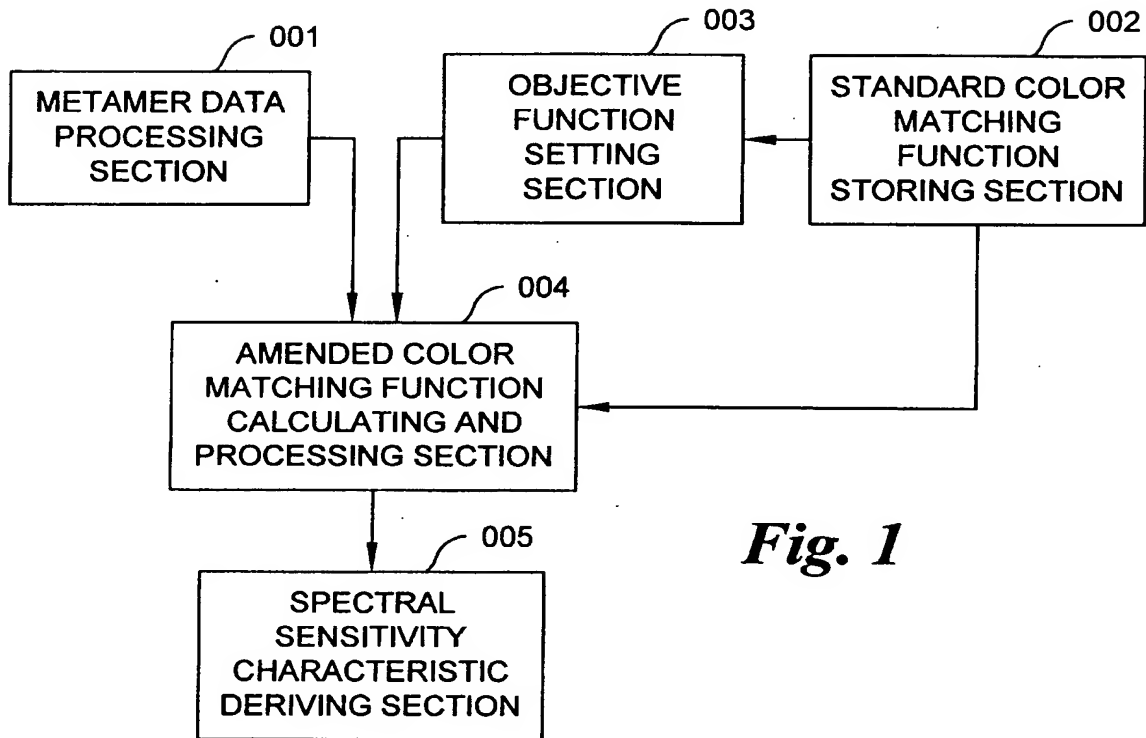 001
METAMER DATA
PROCESSING
SECTION
003
OBJECTIVE
FUNCTION
SETTING
SECTION
002
STANDARD COLOR
MATCHING
FUNCTION
STORING SECTION
004
AMENDED COLOR
MATCHING FUNCTION
CALCULATING AND
PROCESSING SECTION
005
SPECTRAL
SENSITIVITY
CHARACTERISTIC
DERIVING SECTION
Fig. 1